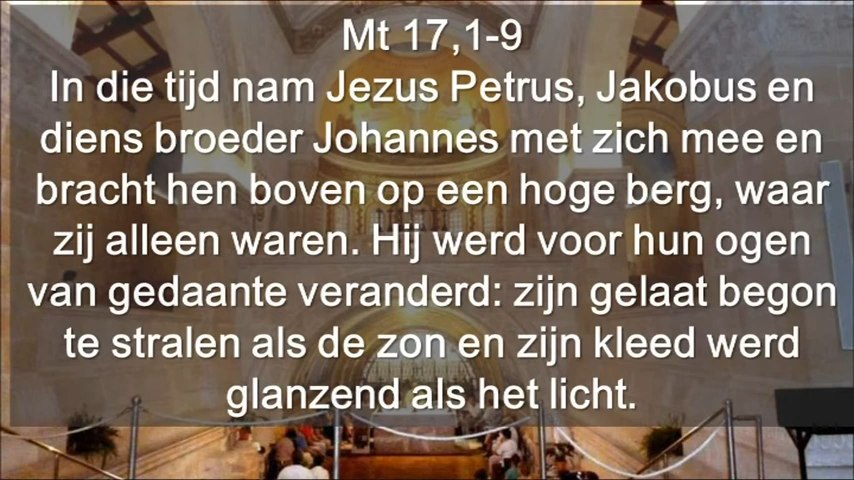 Mt 17,1-9
In die tijd nam Jezus Petrus, Jakobus en
diens broeder Johannes met zich mee en
bracht hen boven op een hoge berg, waar
zij alleen waren. Hij werd voor hun ogen
van gedaante veranderd: zijn gelaat begon
te stralen als de zon en zijn kleed werd
glanzend als het licht.